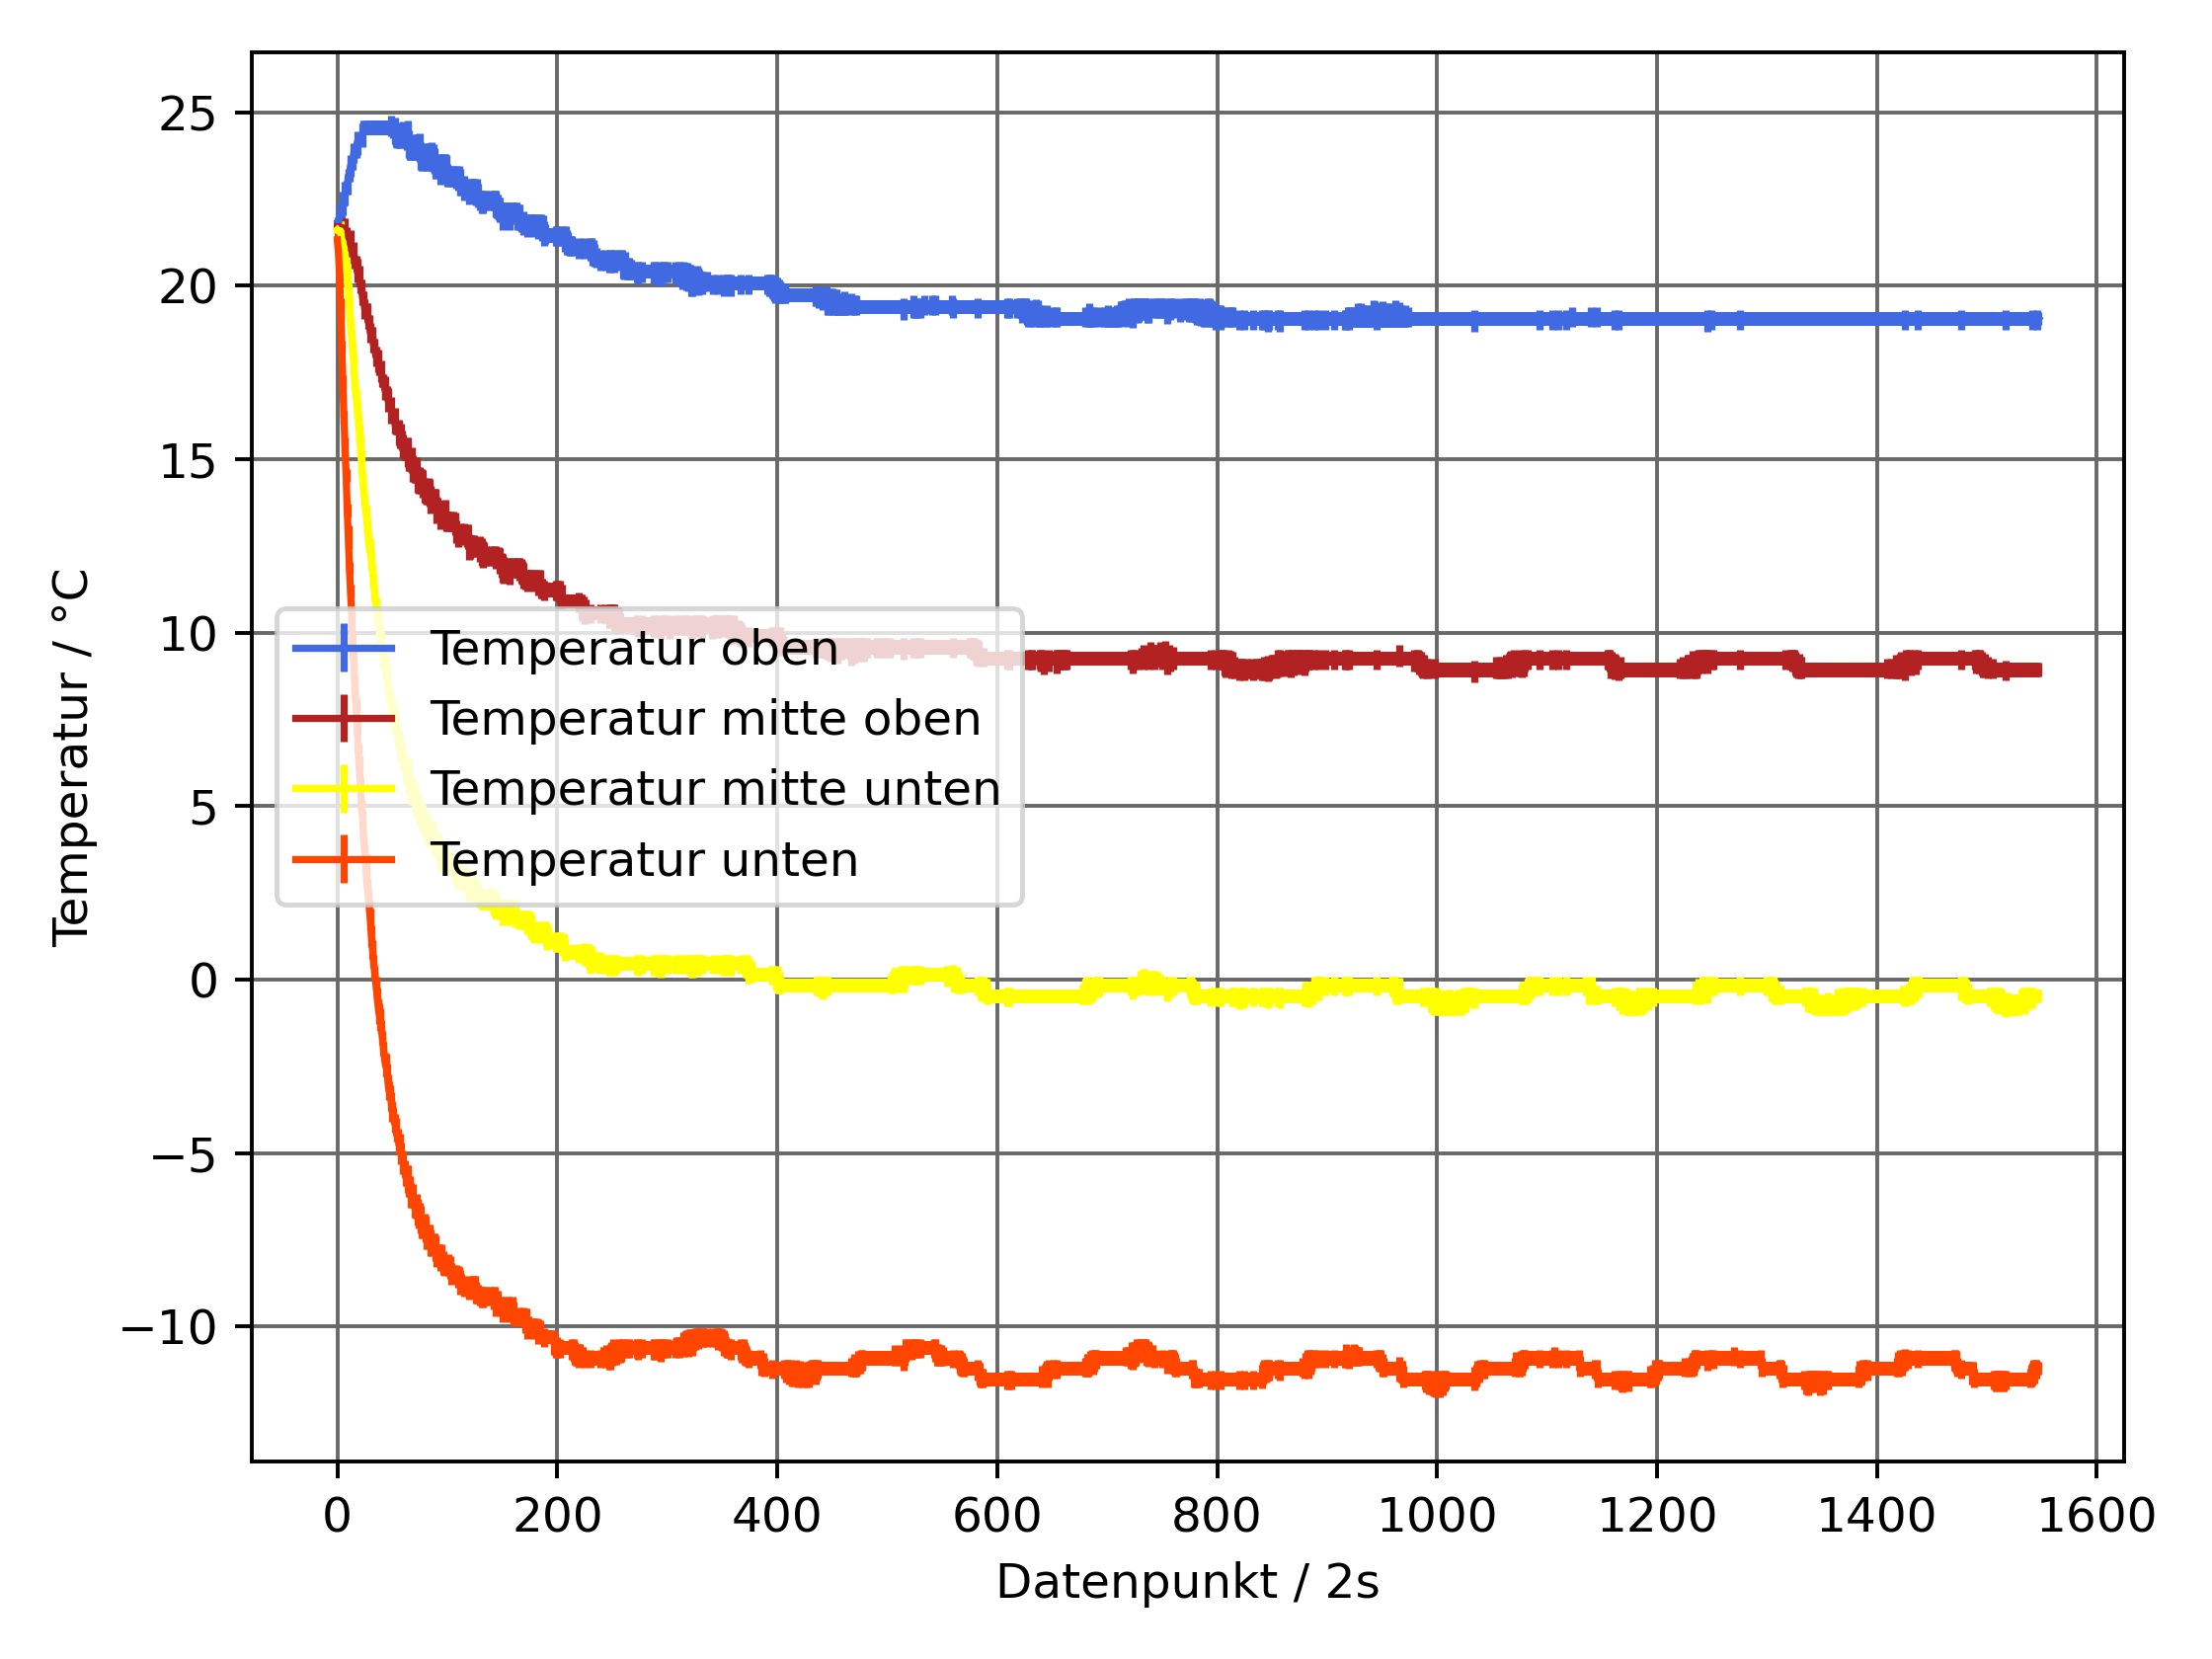 Temperatur / °C
25
20
15
10
5
0
−5
−10
Temperatur oben
Temperatur mitte oben
Temperatur mitte unten
Temperatur unten
0 200 400 600 800 1000 1200 1400 1600
Datenpunkt / 2s